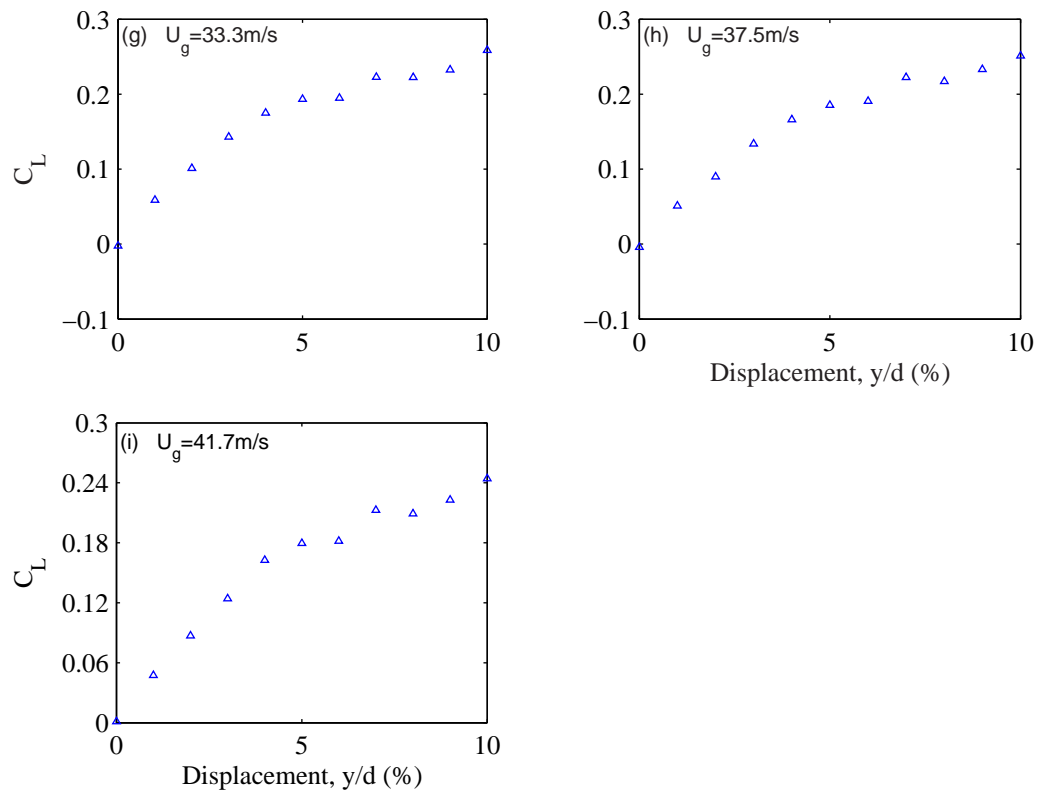 (g) U_g=33.3m/s
0.3
0.2
0.1
0
−0.1
C_L
0 5 10
(h) U_g=37.5m/s
0.3
0.2
0.1
0
−0.1
0 5 10
Displacement, y/d (%)
(i) U_g=41.7m/s
0.3
0.24
0.18
0.12
0.06
0
C_L
0 5 10
Displacement, y/d (%)